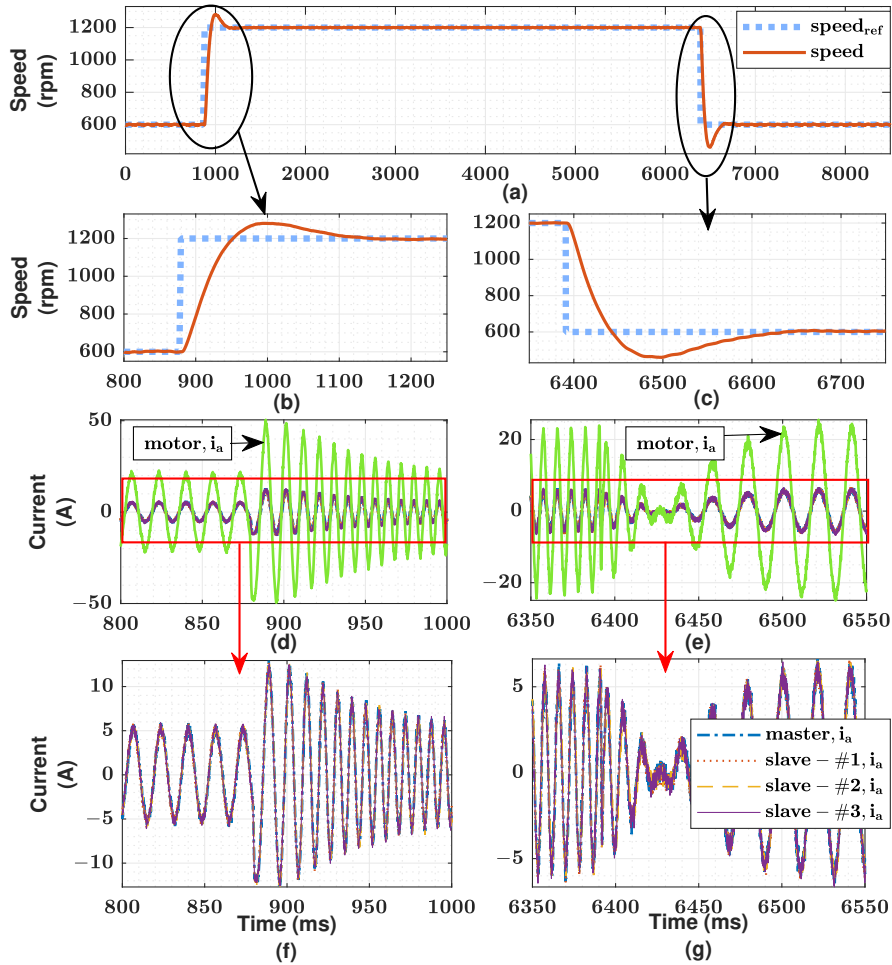 1200
1000
800
600
Speed
(rpm)
speed_ref
speed
0 1000 2000 3000 4000 5000 6000 7000 8000
(a)
1200
1000
800
600
Speed
(rpm)
800 900 1000 1100 1200
(b)
1200
1000
800
600
6400 6500 6600 6700
(c)
50
0
−50
Current
(A)
motor, i_a
800 850 900 950 1000
(d)
20
0
−20
motor, i_a
6350 6400 6450 6500 6550
(e)
10
5
0
−5
−10
Current
(A)
800 850 900 950 1000
Time (ms)
(f)
5
0
−5
master, i_a
slave − #1, i_a
slave − #2, i_a
slave − #3, i_a
6350 6400 6450 6500 6550
Time (ms)
(g)